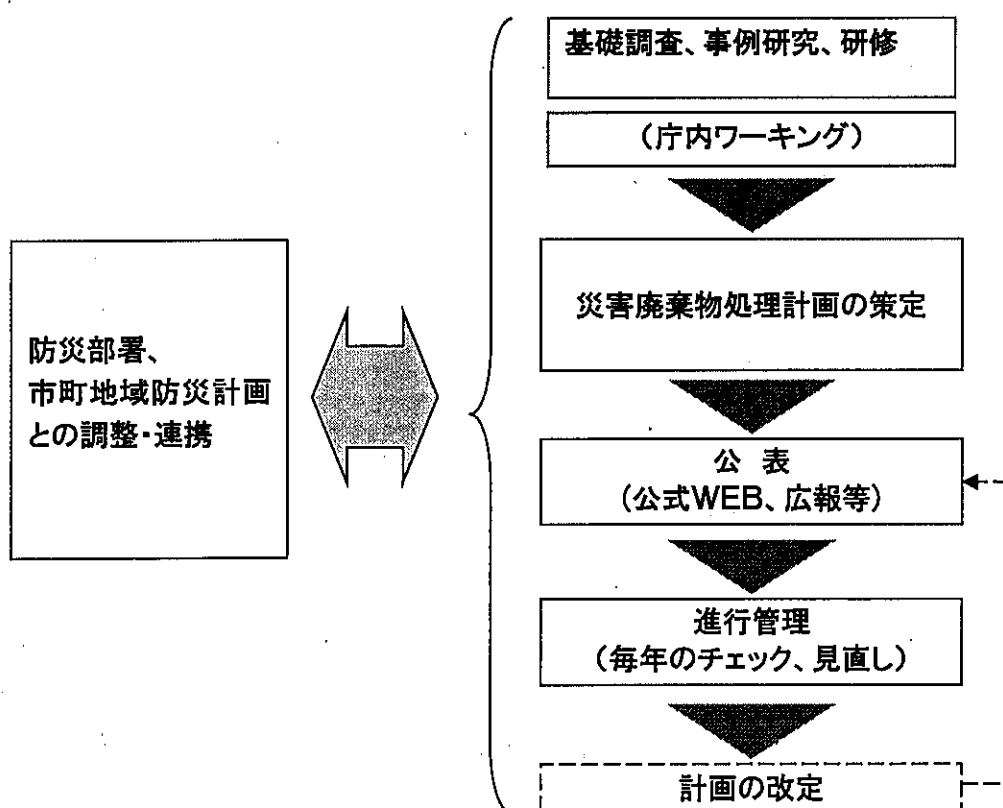 基礎調査、事例研究、研修
(庁内ワーキング)
災害廃棄物処理計画の策定
防災部署、
市町地域防災計画
との調整・連携
公 表
(公式WEB、広報等)
進行管理
(毎年のチェック、見直し)
計画の改定